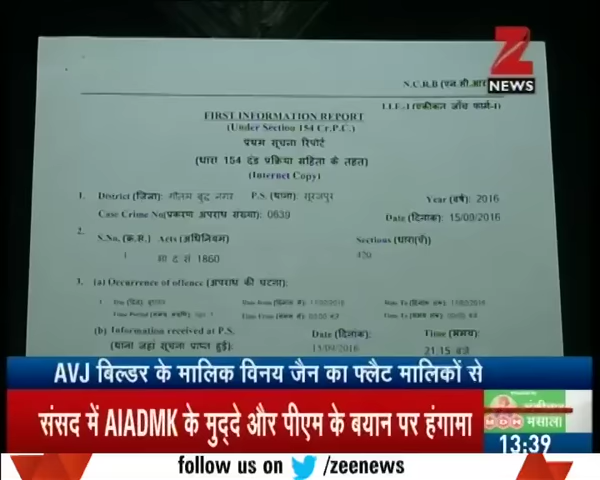 Z
NEWS
N.C.R.B (एन.सी.आर
I.I.F.-I (एकीकृत जाँच फार्म-1)
FIRST INFORMATION REPORT
(Under Section 154 Cr.P.C.)
प्रथम सूचना रिपोर्ट
(धारा 154 दंड प्रक्रिया संहिता के तहत)
(Internet Copy)
1. District (जिला): गौतम बुद्ध नगर P.S. (थाना): सूरजपुर Year (वर्ष): 2016
Case Crime No(प्रकरण अपराध संख्या): 0639 Date (दिनांक): 15/09/2016
2. S.No. (क्र.सं.) Acts (अधिनियम) Sections (धारा(एँ))
1 भा द सं 1860 420
3. (a) Occurrence of offence (अपराध की घटना):
(b) Information received at P.S. Date (दिनांक): Time (समय):
(थाना जहां सूचना प्राप्त हुई): 15/09/2016 21.15 बजे
AVJ बिल्डर के मालिक विनय जैन का फ्लैट मालिकों से
संसद में AIADMK के मुद्दे और पीएम के बयान पर हंगामा
MDH मसाला
13:39
follow us on /zeenews